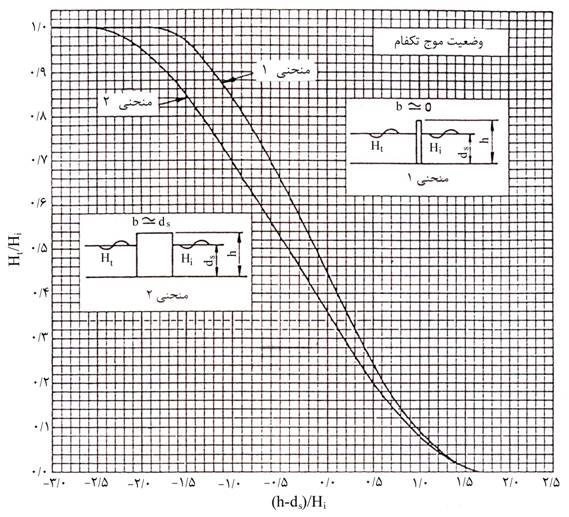 وضعیت موج تکفام
منحنی ۱
منحنی ۲
b ≃ 0
Ht
Hi
ds
h
منحنی ۱
b ≃ ds
Ht
Hi
ds
h
منحنی ۲
Ht/Hi
۱/۰
۰/۹
۰/۸
۰/۷
۰/۶
۰/۵
۰/۴
۰/۳
۰/۲
۰/۱
۰/۰
-۳/۰ -۲/۵ -۲/۰ -۱/۵ -۱/۰ -۰/۵ ۰/۰ ۰/۵ ۱/۰ ۱/۵ ۲/۰ ۲/۵
(h-ds)/Hi